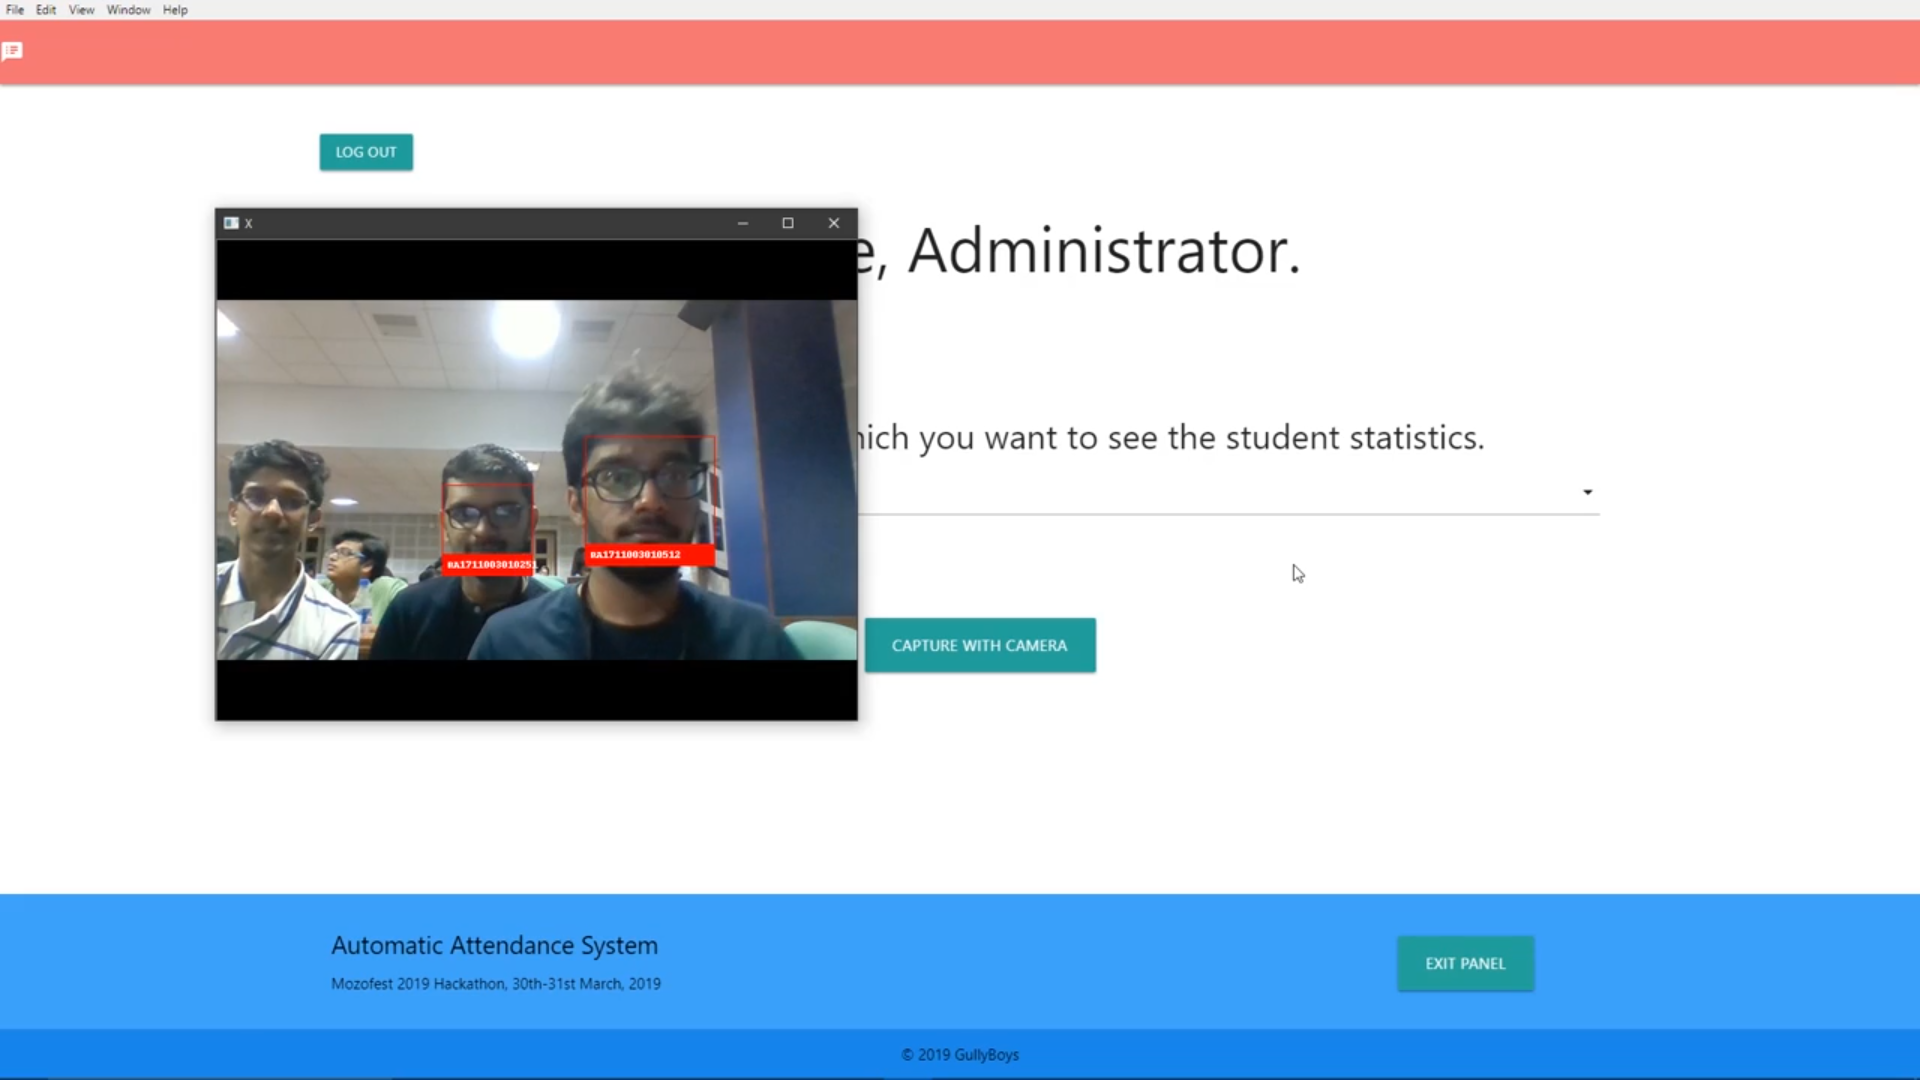 File Edit View Window Help
LOG OUT
X
e, Administrator.
hich you want to see the student statistics.
RA1711003010251
RA1711003010512
CAPTURE WITH CAMERA
Automatic Attendance System
Mozofest 2019 Hackathon, 30th-31st March, 2019
EXIT PANEL
© 2019 GullyBoys